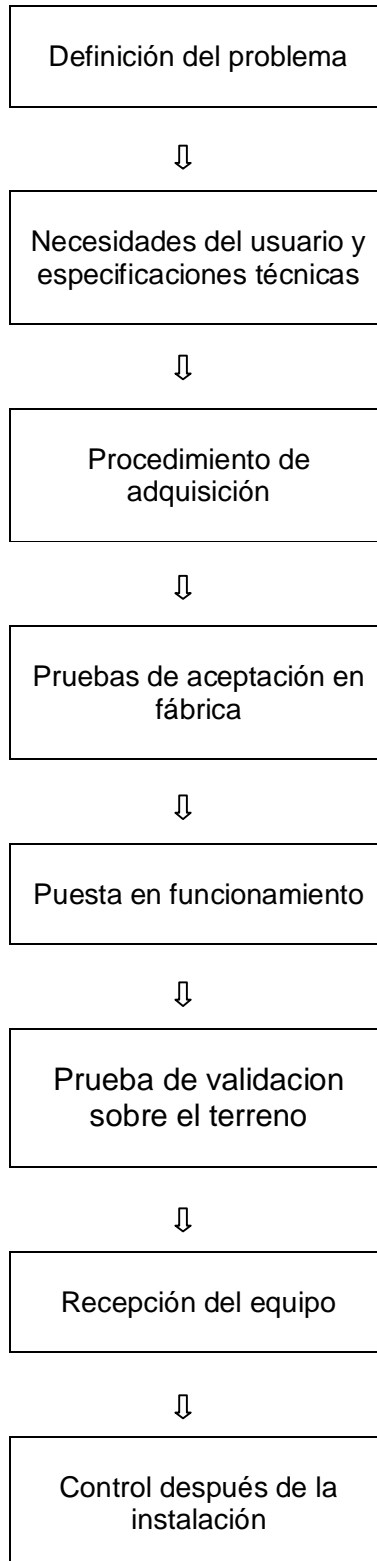 Definición del problema
⇩
Necesidades del usuario y
especificaciones técnicas
⇩
Procedimiento de
adquisición
⇩
Pruebas de aceptación en
fábrica
⇩
Puesta en funcionamiento
⇩
Prueba de validacion
sobre el terreno
⇩
Recepción del equipo
⇩
Control después de la
instalación